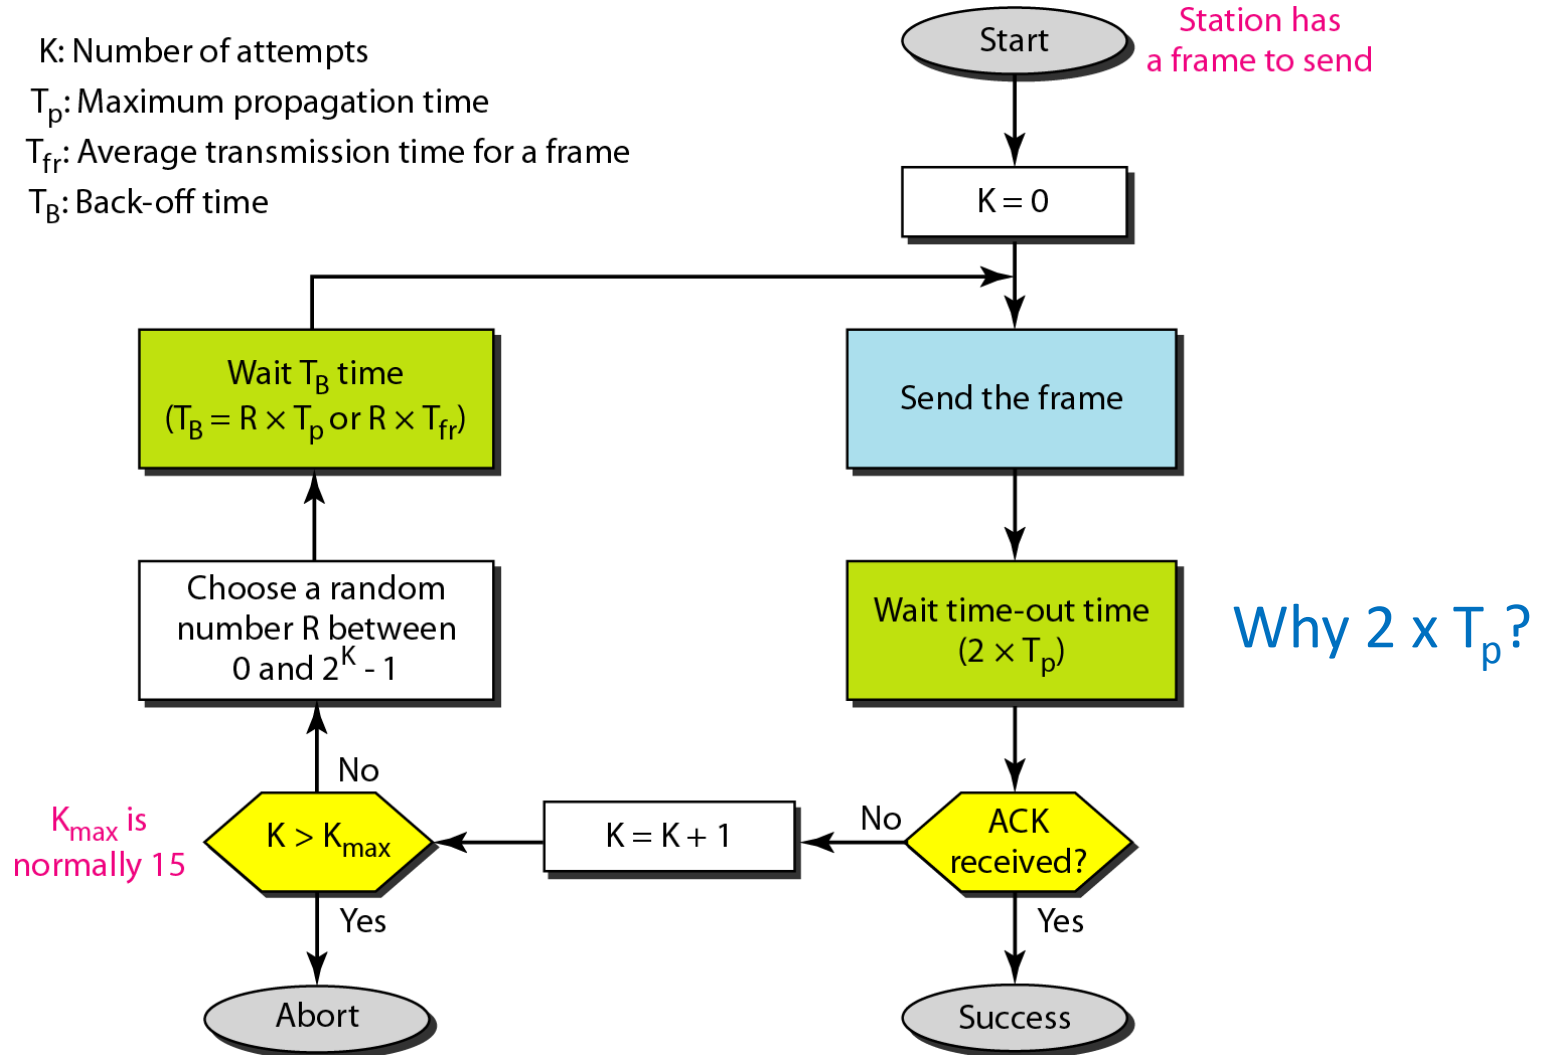 K: Number of attempts
Tp: Maximum propagation time
Tfr: Average transmission time for a frame
TB: Back-off time
Start
Station has
a frame to send
K = 0
Wait TB time
(TB = R × Tp or R × Tfr)
Send the frame
Choose a random
number R between
0 and 2^K - 1
Wait time-out time
(2 × Tp)
Why 2 x Tp?
No
Kmax is
normally 15
K > Kmax
K = K + 1
No
ACK
received?
Yes
Yes
Abort
Success